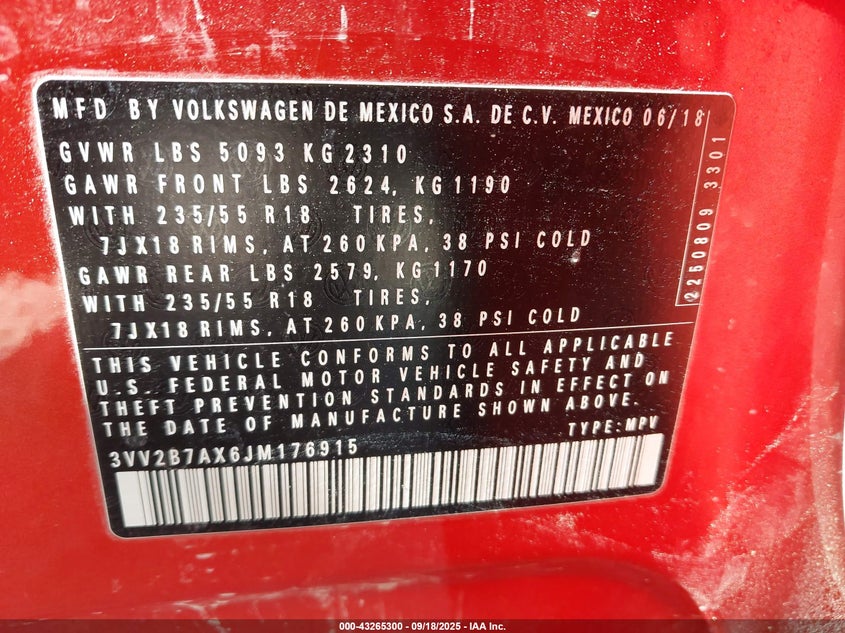 MFD BY VOLKSWAGEN DE MEXICO S.A. DE C.V. MEXICO 06/18
GVWR LBS 5093 KG 2310
GAWR FRONT LBS 2624, KG 1190
WITH 235/55 R18 TIRES,
7JX18 RIMS, AT 260 KPA, 38 PSI COLD
GAWR REAR LBS 2579, KG 1170
WITH 235/55 R18 TIRES,
7JX18 RIMS, AT 260 KPA, 38 PSI COLD
2250809 3301
THIS VEHICLE CONFORMS TO ALL APPLICABLE
U.S. FEDERAL MOTOR VEHICLE SAFETY AND
THEFT PREVENTION STANDARDS IN EFFECT ON
THE DATE OF MANUFACTURE SHOWN ABOVE.
TYPE: MPV
3VV2B7AX6JM176915
000-43265300 - 09/18/2025 - IAA Inc.